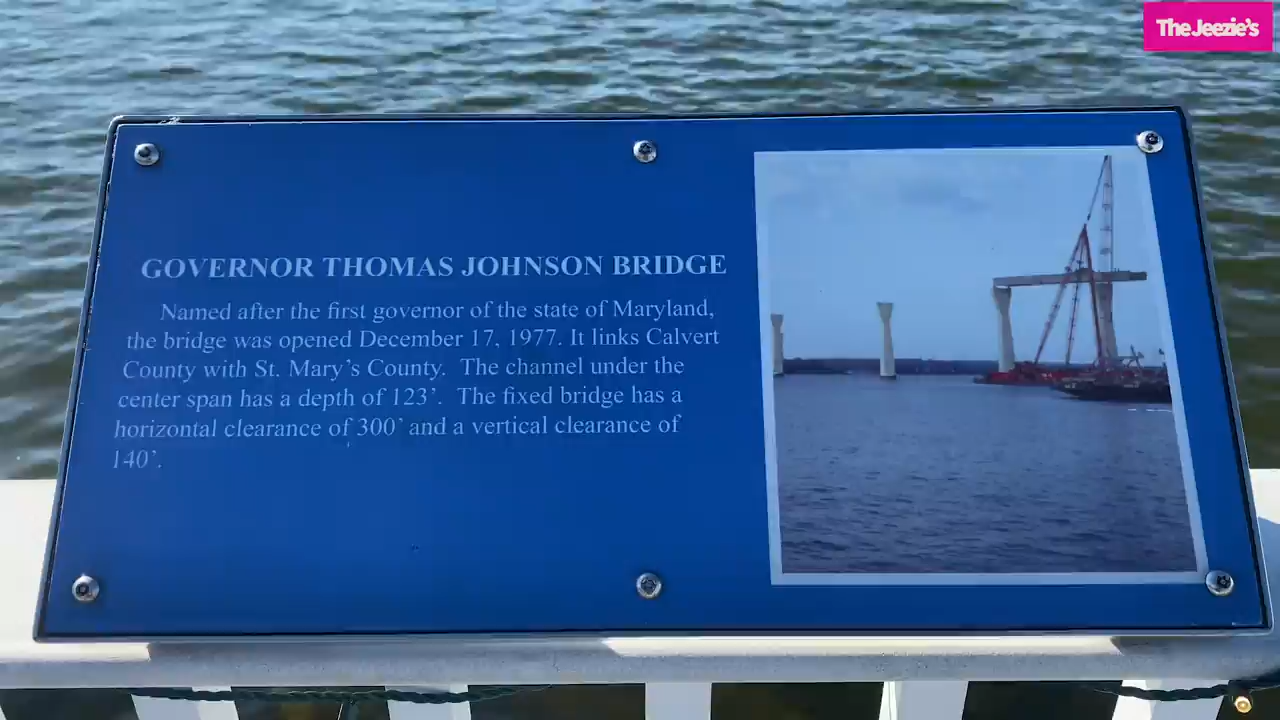 The Jeezie's
GOVERNOR THOMAS JOHNSON BRIDGE
Named after the first governor of the state of Maryland,
the bridge was opened December 17, 1977. It links Calvert
County with St. Mary's County. The channel under the
center span has a depth of 123'. The fixed bridge has a
horizontal clearance of 300' and a vertical clearance of
140'.